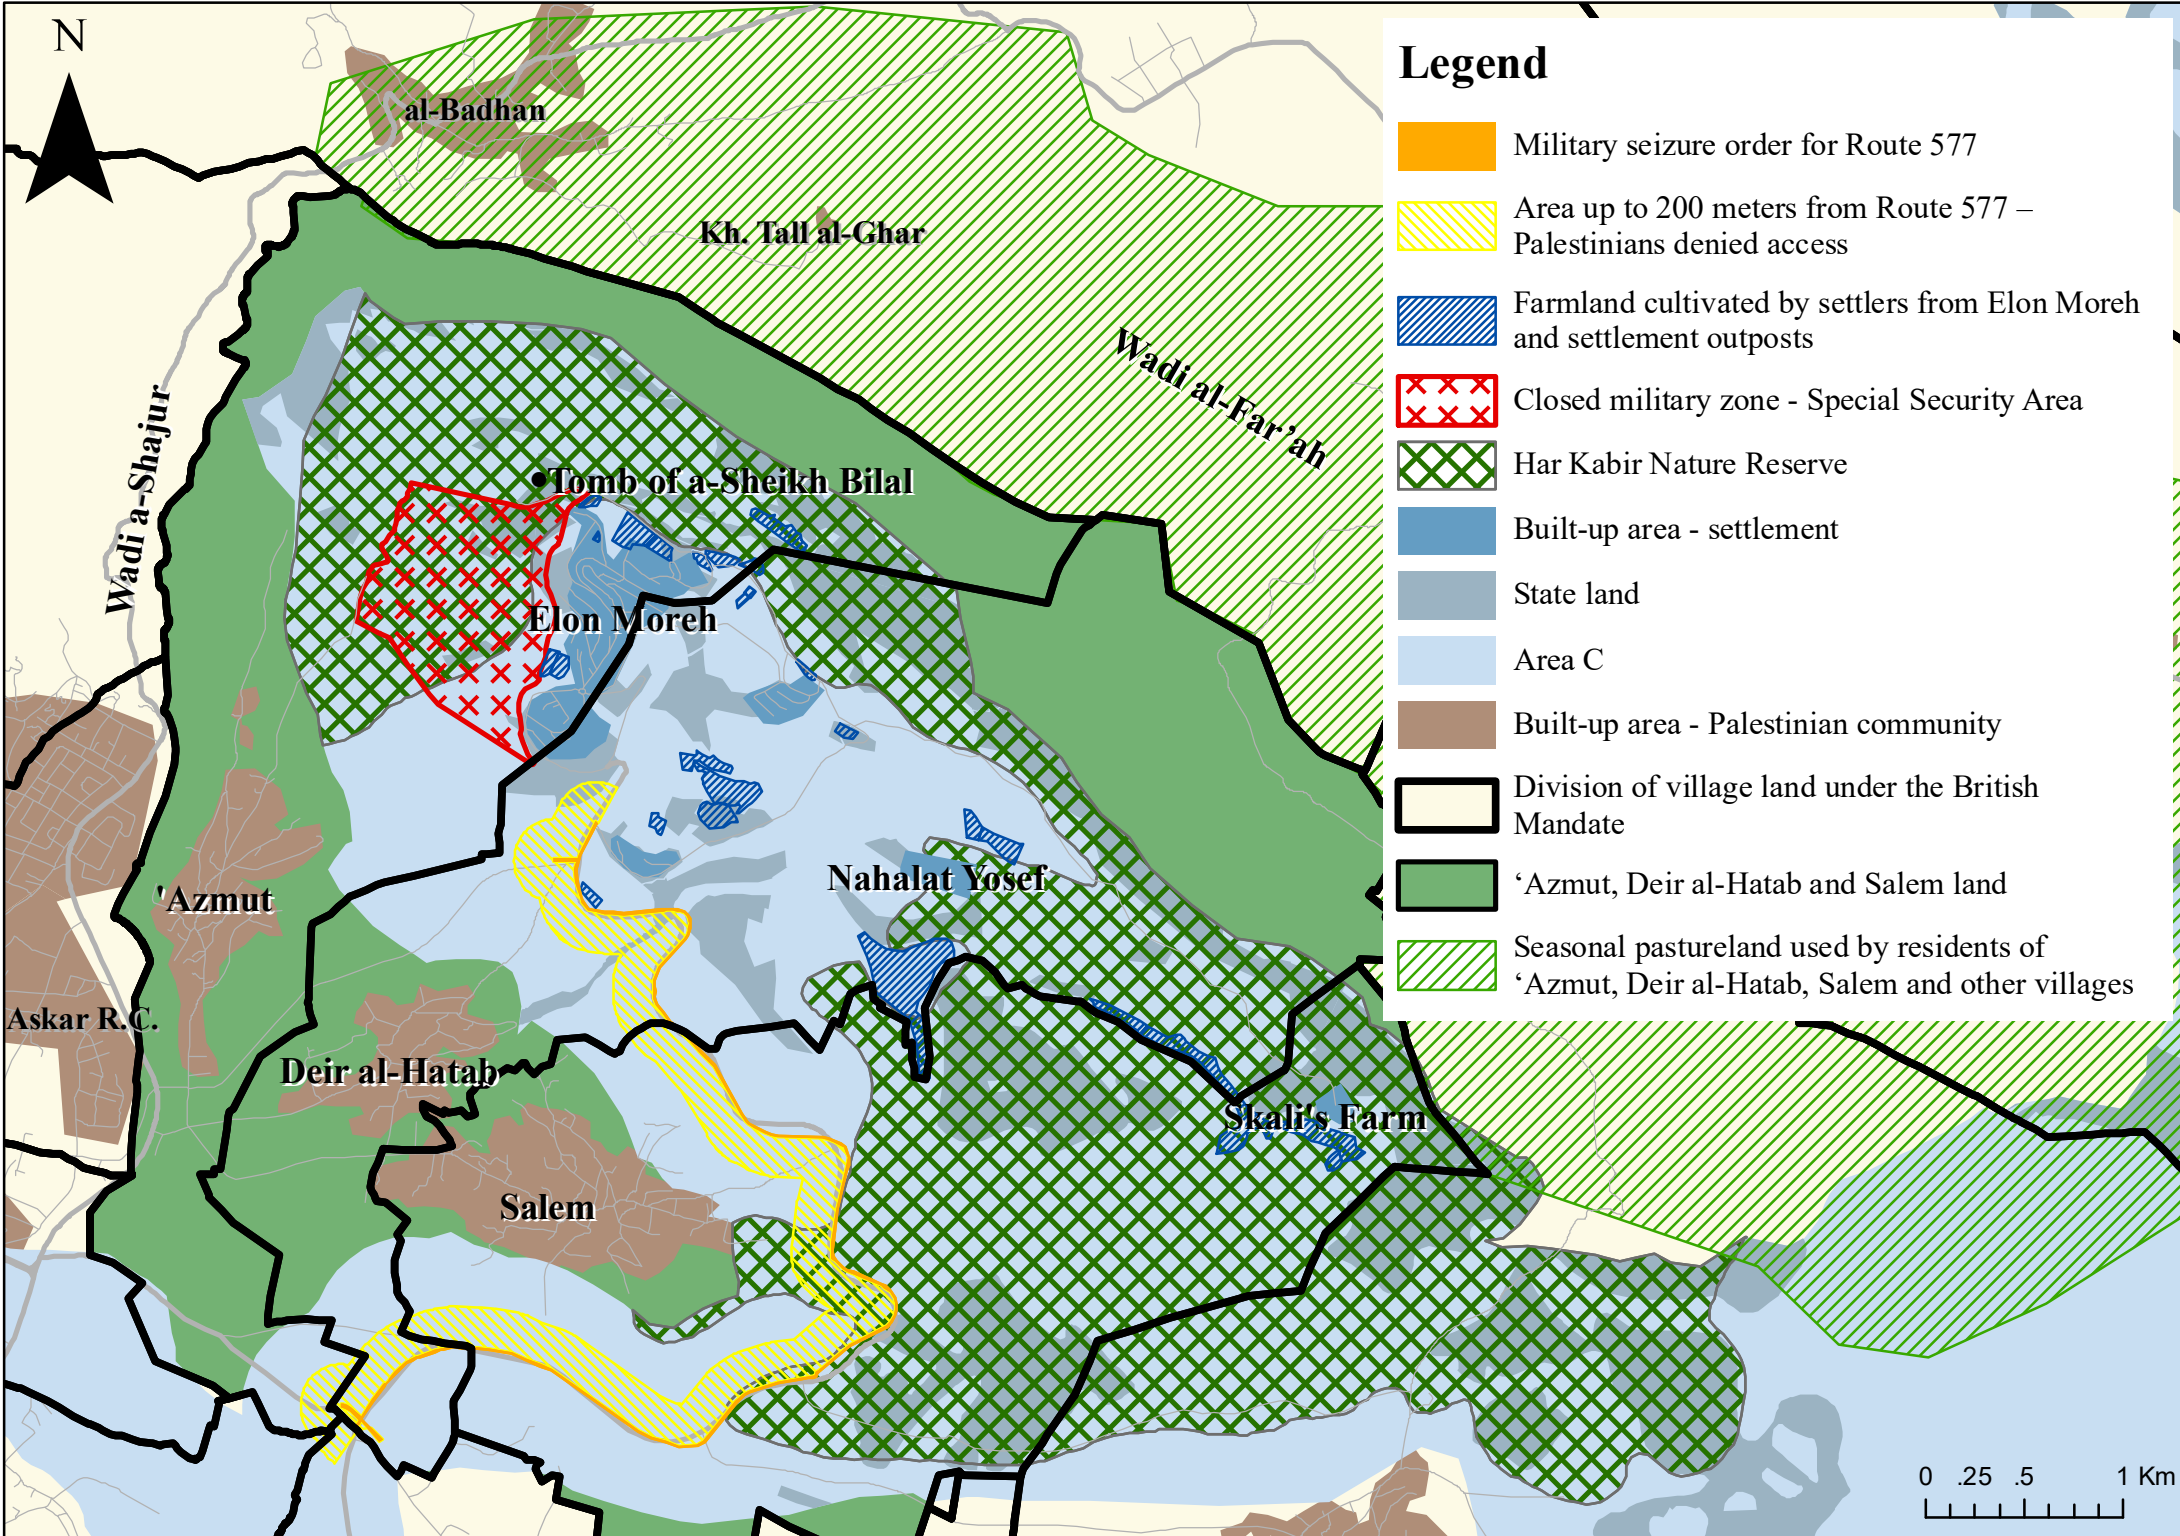 N
al-Badhan
Kh. Tall al-Ghar
Wadi al-Far’ah
Wadi a-Shajur
Tomb of a-Sheikh Bilal
Elon Moreh
Nahalat Yosef
'Azmut
Askar R.C.
Deir al-Hatab
Skali's Farm
Salem
Legend
Military seizure order for Route 577
Area up to 200 meters from Route 577 –
Palestinians denied access
Farmland cultivated by settlers from Elon Moreh
and settlement outposts
Closed military zone - Special Security Area
Har Kabir Nature Reserve
Built-up area - settlement
State land
Area C
Built-up area - Palestinian community
Division of village land under the British
Mandate
‘Azmut, Deir al-Hatab and Salem land
Seasonal pastureland used by residents of
‘Azmut, Deir al-Hatab, Salem and other villages
0 .25 .5 1 Km